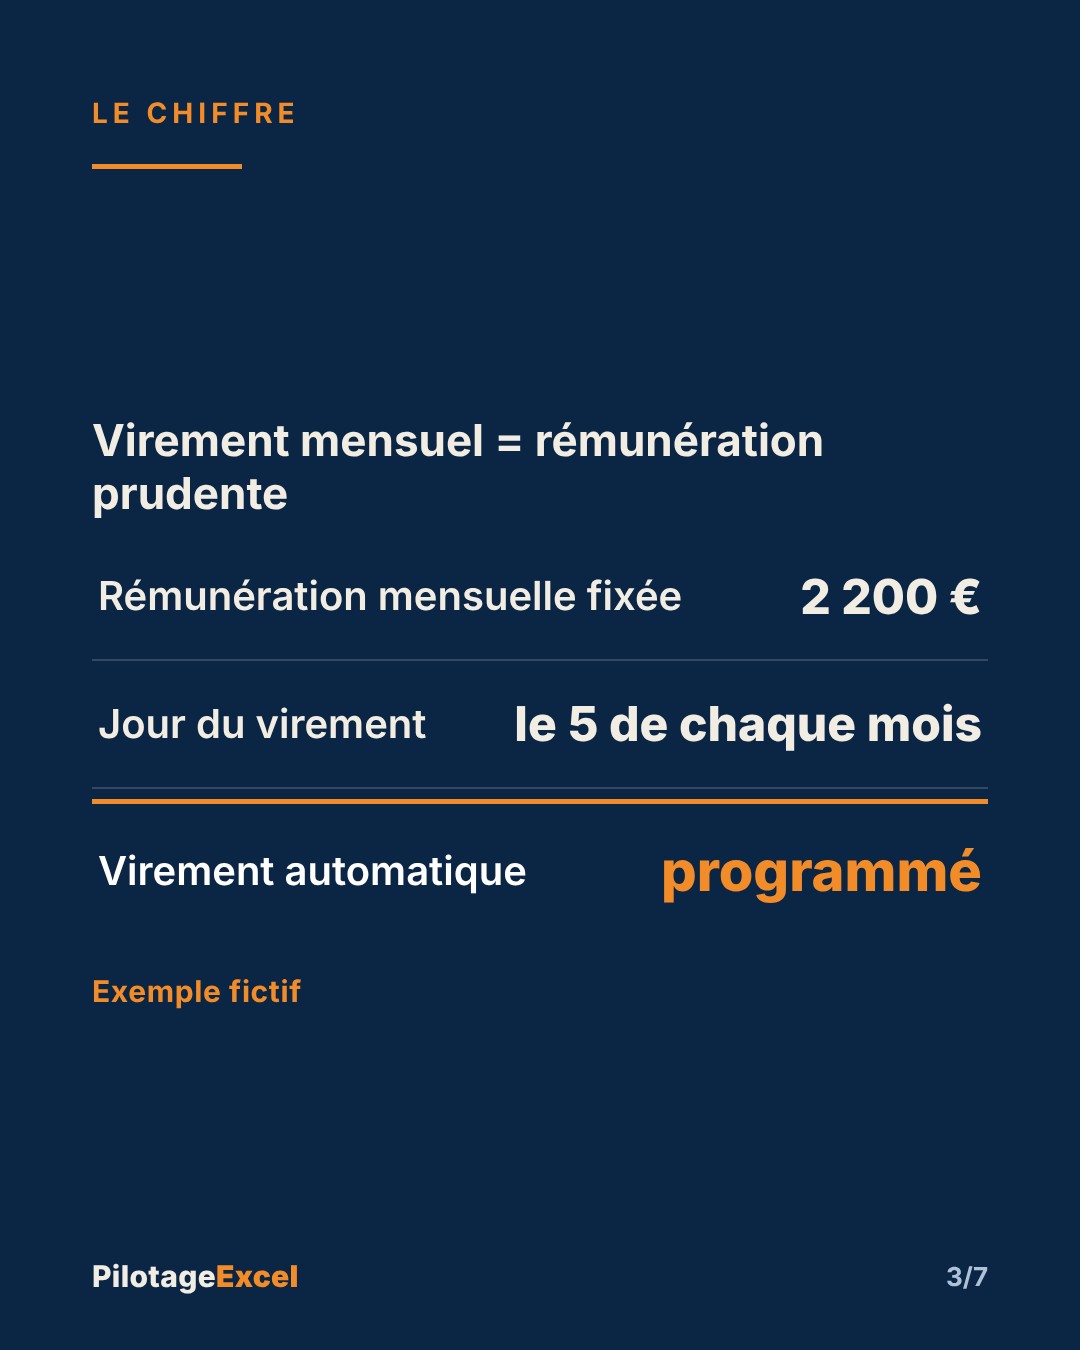 LE CHIFFRE
Virement mensuel = rémunération
prudente
Rémunération mensuelle fixée 2 200 €
Jour du virement le 5 de chaque mois
Virement automatique programmé
Exemple fictif
PilotageExcel 3/7